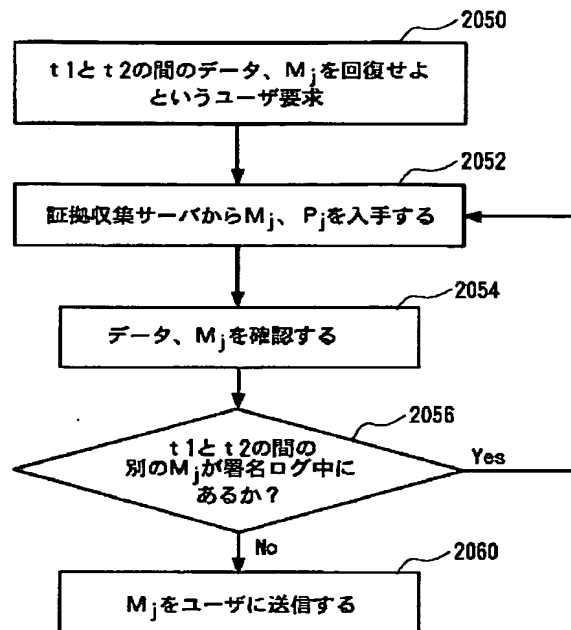 2050
t1とt2の間のデータ、Mjを回復せよ
というユーザ要求
2052
証拠収集サーバからMj、Pjを入手する
2054
データ、Mjを確認する
2056
t1とt2の間の
別のMjが署名ログ中に
あるか?
Yes
No
2060
Mjをユーザに送信する